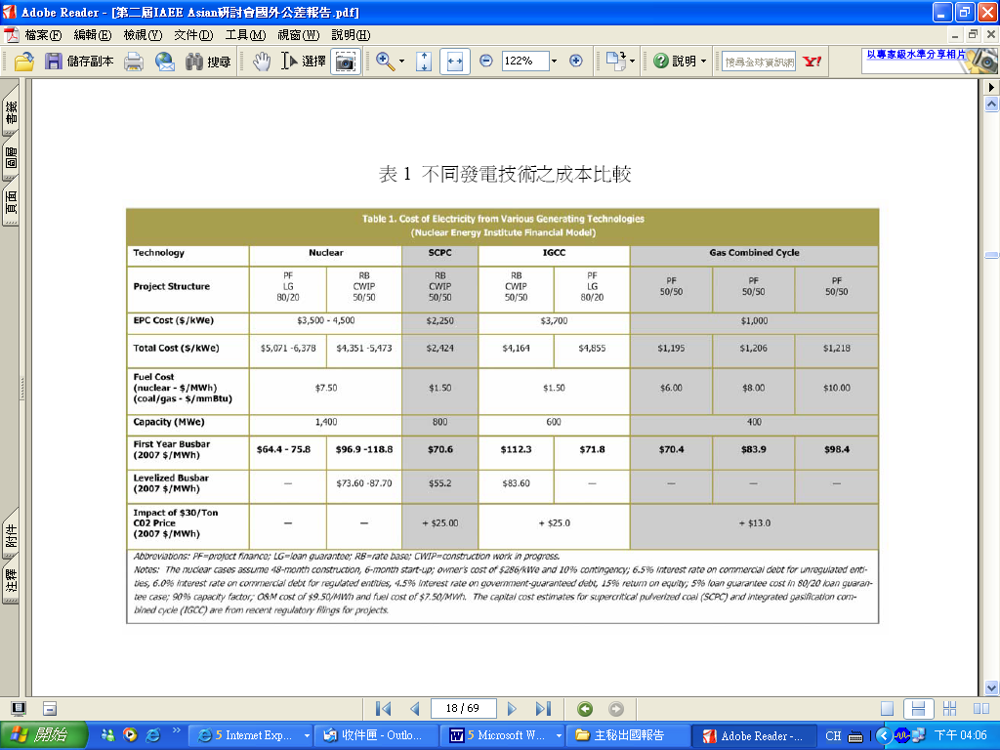 Adobe Reader - [第二屆IAEE Asian研討會國外公差報告.pdf]
檔案(F) 編輯(E) 檢視(V) 文件(D) 工具(M) 視窗(W) 說明(H)
儲存副本 搜尋 選擇 122% 說明 搜尋全球資訊網 Y! 以專家級水準分享相片
書籤
圖層
頁面
附件
註釋
表 1 不同發電技術之成本比較
Table 1. Cost of Electricity from Various Generating Technologies
(Nuclear Energy Institute Financial Model)
Technology Nuclear SCPC IGCC Gas Combined Cycle
Project Structure
PF LG 80/20
RB CWIP 50/50
RB CWIP 50/50
RB CWIP 50/50
PF LG 80/20
PF 50/50
PF 50/50
PF 50/50
EPC Cost ($/kWe) $3,500 - 4,500 $2,250 $3,700 $1,000
Total Cost ($/kWe) $5,071 -6,378 $4,351 -5,473 $2,424 $4,164 $4,855 $1,195 $1,206 $1,218
Fuel Cost
(nuclear - $/MWh)
(coal/gas - $/mmBtu)
$7.50 $1.50 $1.50 $6.00 $8.00 $10.00
Capacity (MWe) 1,400 800 600 400
First Year Busbar
(2007 $/MWh)
$64.4 - 75.8 $96.9 -118.8 $70.6 $112.3 $71.8 $70.4 $83.9 $98.4
Levelized Busbar
(2007 $/MWh)
— $73.60 -87.70 $55.2 $83.60 — — — —
Impact of $30/Ton
CO2 Price
(2007 $/MWh)
— — + $25.00 + $25.0 + $13.0
Abbreviations: PF=project finance; LG=loan guarantee; RB=rate base; CWIP=construction work in progress.
Notes: The nuclear cases assume 48-month construction, 6-month start-up; owner's cost of $286/kWe and 10% contingency; 6.5% interest rate on commercial debt for unregulated enti-
ties, 6.0% interest rate on commercial debt for regulated entities, 4.5% interest rate on government-guaranteed debt, 15% return on equity; 5% loan guarantee cost in 80/20 loan guaran-
tee case; 90% capacity factor; O&M cost of $9.50/MWh and fuel cost of $7.50/MWh. The capital cost estimates for supercritical pulverized coal (SCPC) and integrated gasification com-
bined cycle (IGCC) are from recent regulatory filings for projects.
18 / 69
開始 5 Internet Exp... 收件匣 - Outlo... 5 Microsoft W... 主秘出國報告 Adobe Reader -... CH 下午 04:06